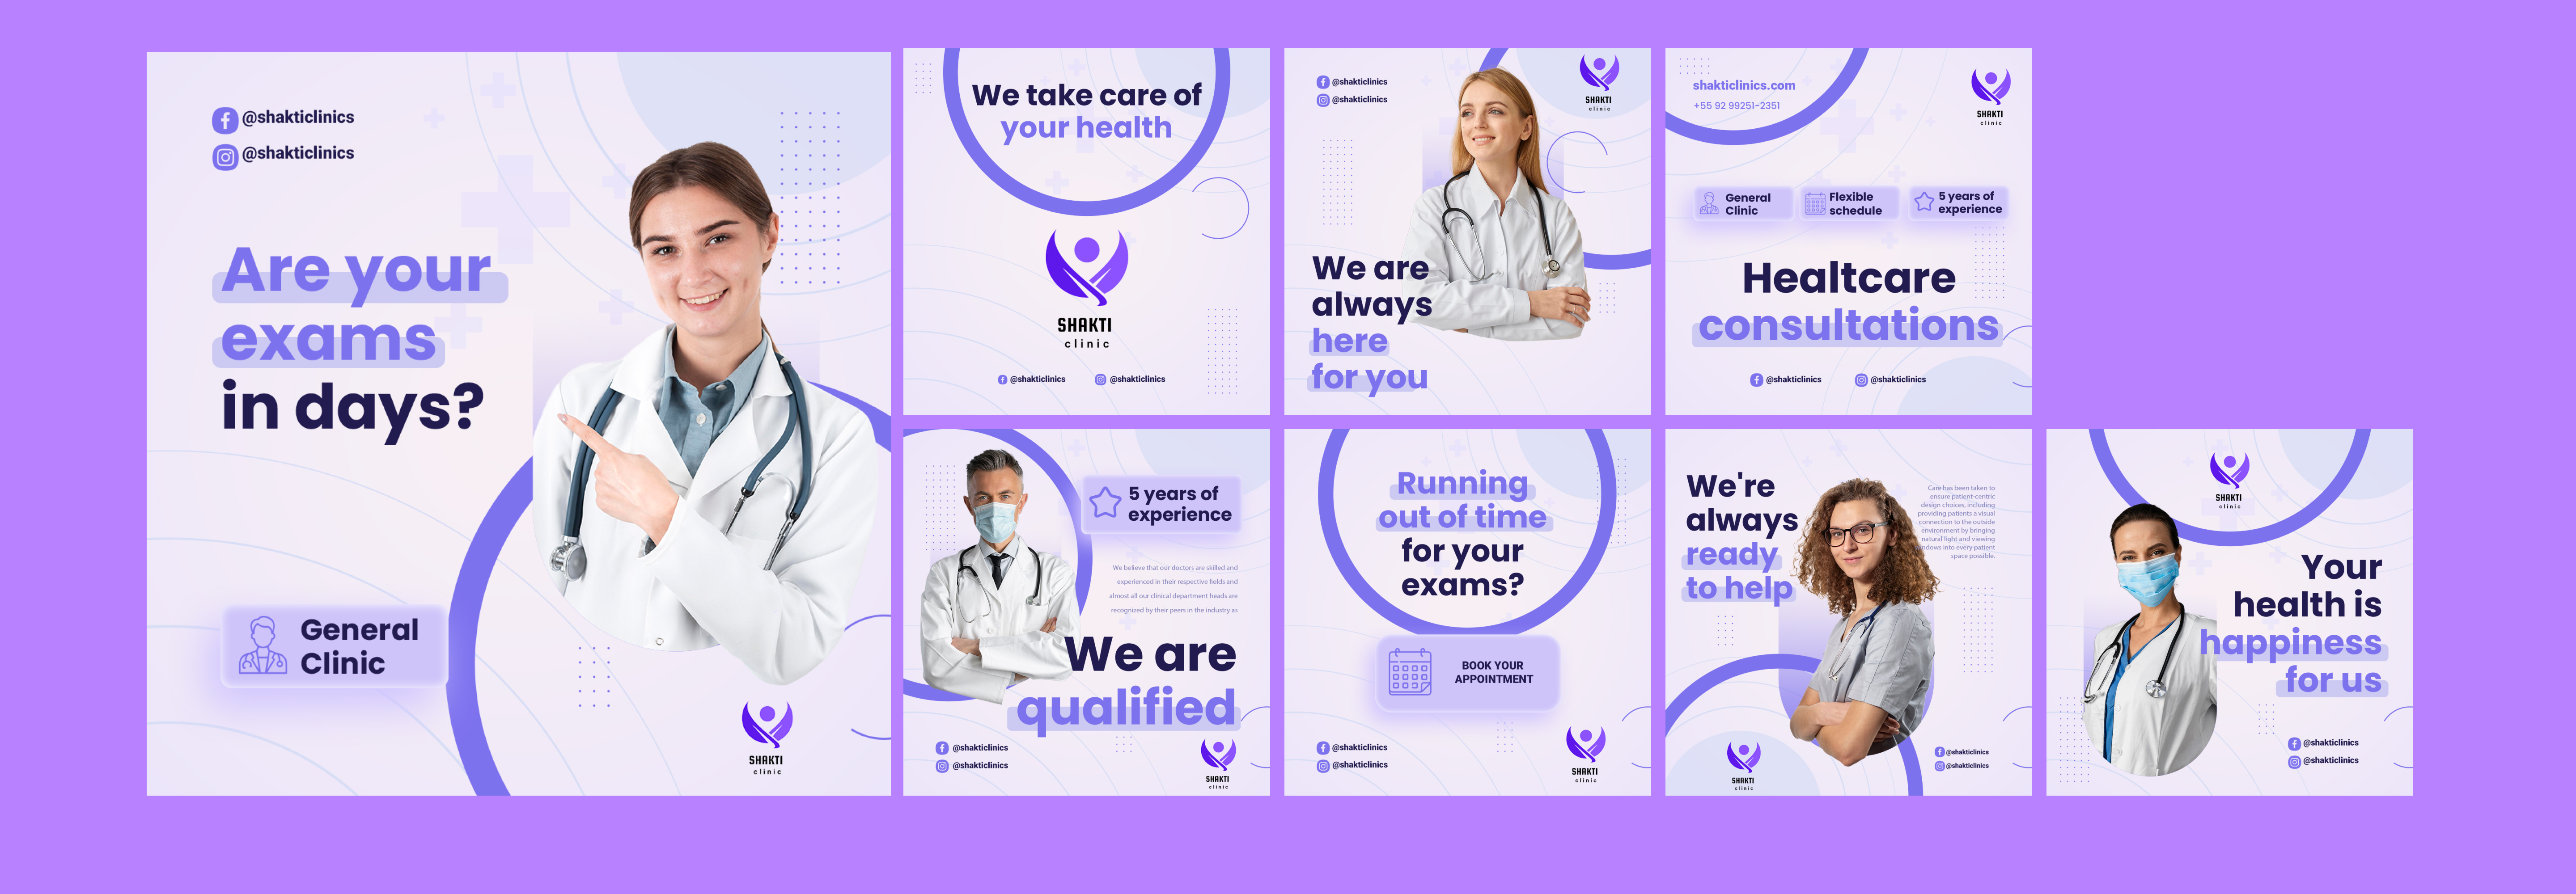 @shakticlinics
@shakticlinics
Are your
exams
in days?
General
Clinic
SHAKTI
clinic
We take care of
your health
SHAKTI
clinic
@shakticlinics
@shakticlinics
@shakticlinics
@shakticlinics
SHAKTI
clinic
We are
always
here
for you
shakticlinics.com
+55 92 99251-2351
SHAKTI
clinic
General
Clinic
Flexible
schedule
5 years of
experience
Healtcare
consultations
@shakticlinics
@shakticlinics
5 years of
experience
We believe that our doctors are skilled and
experienced in their respective fields and
almost all our clinical department heads are
recognized by their peers in the industry as
We are
qualified
@shakticlinics
@shakticlinics
SHAKTI
clinic
Running
out of time
for your
exams?
BOOK YOUR
APPOINTMENT
@shakticlinics
@shakticlinics
SHAKTI
clinic
We're
always
ready
to help
Care has been taken to
ensure patient-centric
design choices, including
providing patients a visual
connection to the outside
environment by bringing
natural light and viewing
ndows into every patient
space possible.
SHAKTI
clinic
@shakticlinics
@shakticlinics
SHAKTI
clinic
Your
health is
happiness
for us
@shakticlinics
@shakticlinics